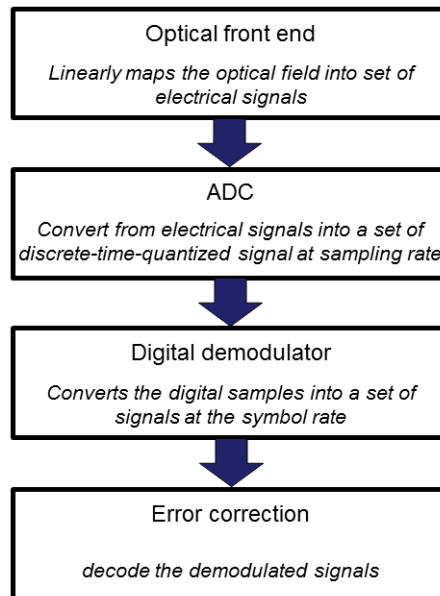 Optical front end
Linearly maps the optical field into set of
electrical signals
ADC
Convert from electrical signals into a set of
discrete-time-quantized signal at sampling rate
Digital demodulator
Converts the digital samples into a set of
signals at the symbol rate
Error correction
decode the demodulated signals